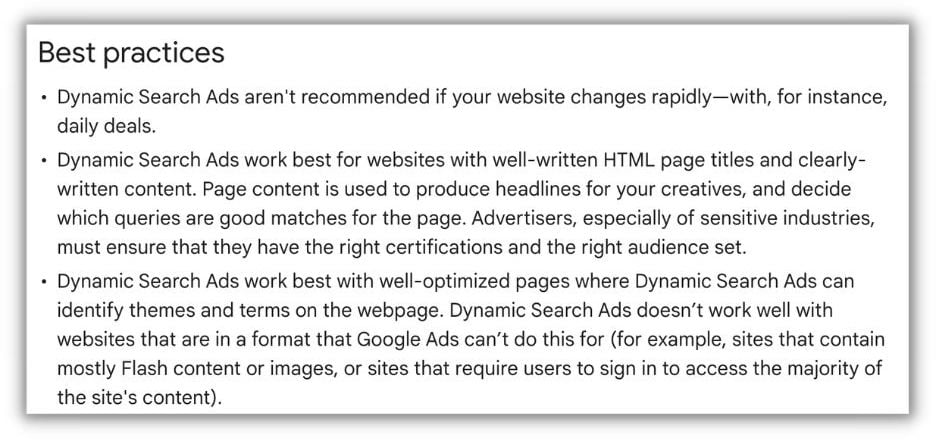 Best practices
• Dynamic Search Ads aren't recommended if your website changes rapidly—with, for instance,
daily deals.
• Dynamic Search Ads work best for websites with well-written HTML page titles and clearly-
written content. Page content is used to produce headlines for your creatives, and decide
which queries are good matches for the page. Advertisers, especially of sensitive industries,
must ensure that they have the right certifications and the right audience set.
• Dynamic Search Ads work best with well-optimized pages where Dynamic Search Ads can
identify themes and terms on the webpage. Dynamic Search Ads doesn’t work well with
websites that are in a format that Google Ads can’t do this for (for example, sites that contain
mostly Flash content or images, or sites that require users to sign in to access the majority of
the site's content).